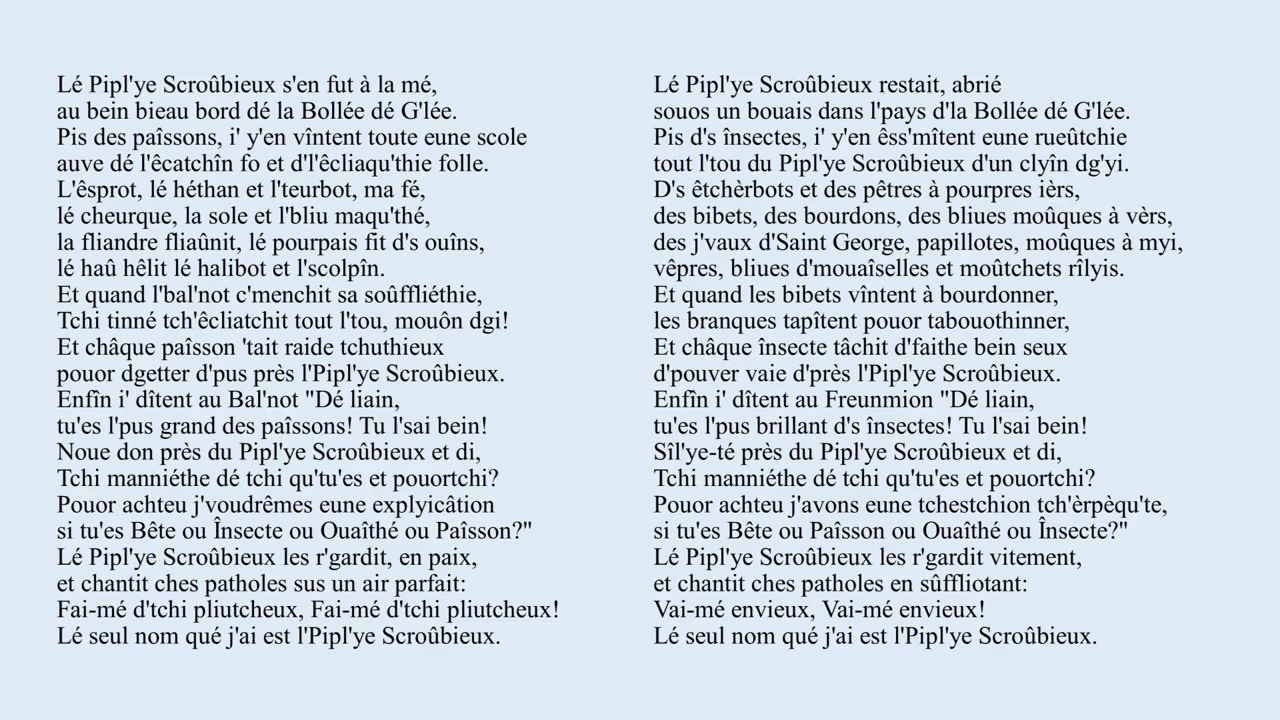 Lé Pipl'ye Scroûbieux s'en fut à la mé,
au bein bieau bord dé la Bollée dé G'lée.
Pis des paîssons, i' y'en vîntent toute eune scole
auve dé l'êcatchîn fo et d'l'êcliaqu'thie folle.
L'êsprot, lé héthan et l'teurbot, ma fé,
lé cheurque, la sole et l'bliu maqu'thé,
la fliandre fliaûnit, lé pourpais fit d's ouîns,
lé haû hêlit lé halibot et l'scolpîn.
Et quand l'bal'not c'menchit sa soûffliéthie,
Tchi tinné tch'êcliatchit tout l'tou, mouôn dgi!
Et châque paîsson 'tait raide tchuthieux
pouor dgetter d'pus près l'Pipl'ye Scroûbieux.
Enfîn i' dîtent au Bal'not "Dé liain,
tu'es l'pus grand des paîssons! Tu l'sai bein!
Noue don près du Pipl'ye Scroûbieux et di,
Tchi manniéthe dé tchi qu'tu'es et pouortchi?
Pouor achteu j'voudrêmes eune explyicâtion
si tu'es Bête ou Însecte ou Ouaîthé ou Paîsson?"
Lé Pipl'ye Scroûbieux les r'gardit, en paix,
et chantit ches patholes sus un air parfait:
Fai-mé d'tchi pliutcheux, Fai-mé d'tchi pliutcheux!
Lé seul nom qué j'ai est l'Pipl'ye Scroûbieux.
Lé Pipl'ye Scroûbieux restait, abrié
souos un bouais dans l'pays d'la Bollée dé G'lée.
Pis d's însectes, i' y'en êss'mîtent eune rueûtchie
tout l'tou du Pipl'ye Scroûbieux d'un clyîn dg'yi.
D's êtchèrbots et des pêtres à pourpres ièrs,
des bibets, des bourdons, des bliues moûques à vèrs,
des j'vaux d'Saint George, papillotes, moûques à myi,
vêpres, bliues d'mouaîselles et moûtchets rîlyis.
Et quand les bibets vîntent à bourdonner,
les branques tapîtent pouor tabouothinner,
Et châque însecte tâchit d'faithe bein seux
d'pouver vaie d'près l'Pipl'ye Scroûbieux.
Enfîn i' dîtent au Freunmion "Dé liain,
tu'es l'pus brillant d's însectes! Tu l'sai bein!
Sîl'ye-té près du Pipl'ye Scroûbieux et di,
Tchi manniéthe dé tchi qu'tu'es et pouortchi?
Pouor achteu j'avons eune tchestchion tch'èrpèqu'te,
si tu'es Bête ou Paîsson ou Ouaîthé ou Însecte?"
Lé Pipl'ye Scroûbieux les r'gardit vitement,
et chantit ches patholes en sûffliotant:
Vai-mé envieux, Vai-mé envieux!
Lé seul nom qué j'ai est l'Pipl'ye Scroûbieux.